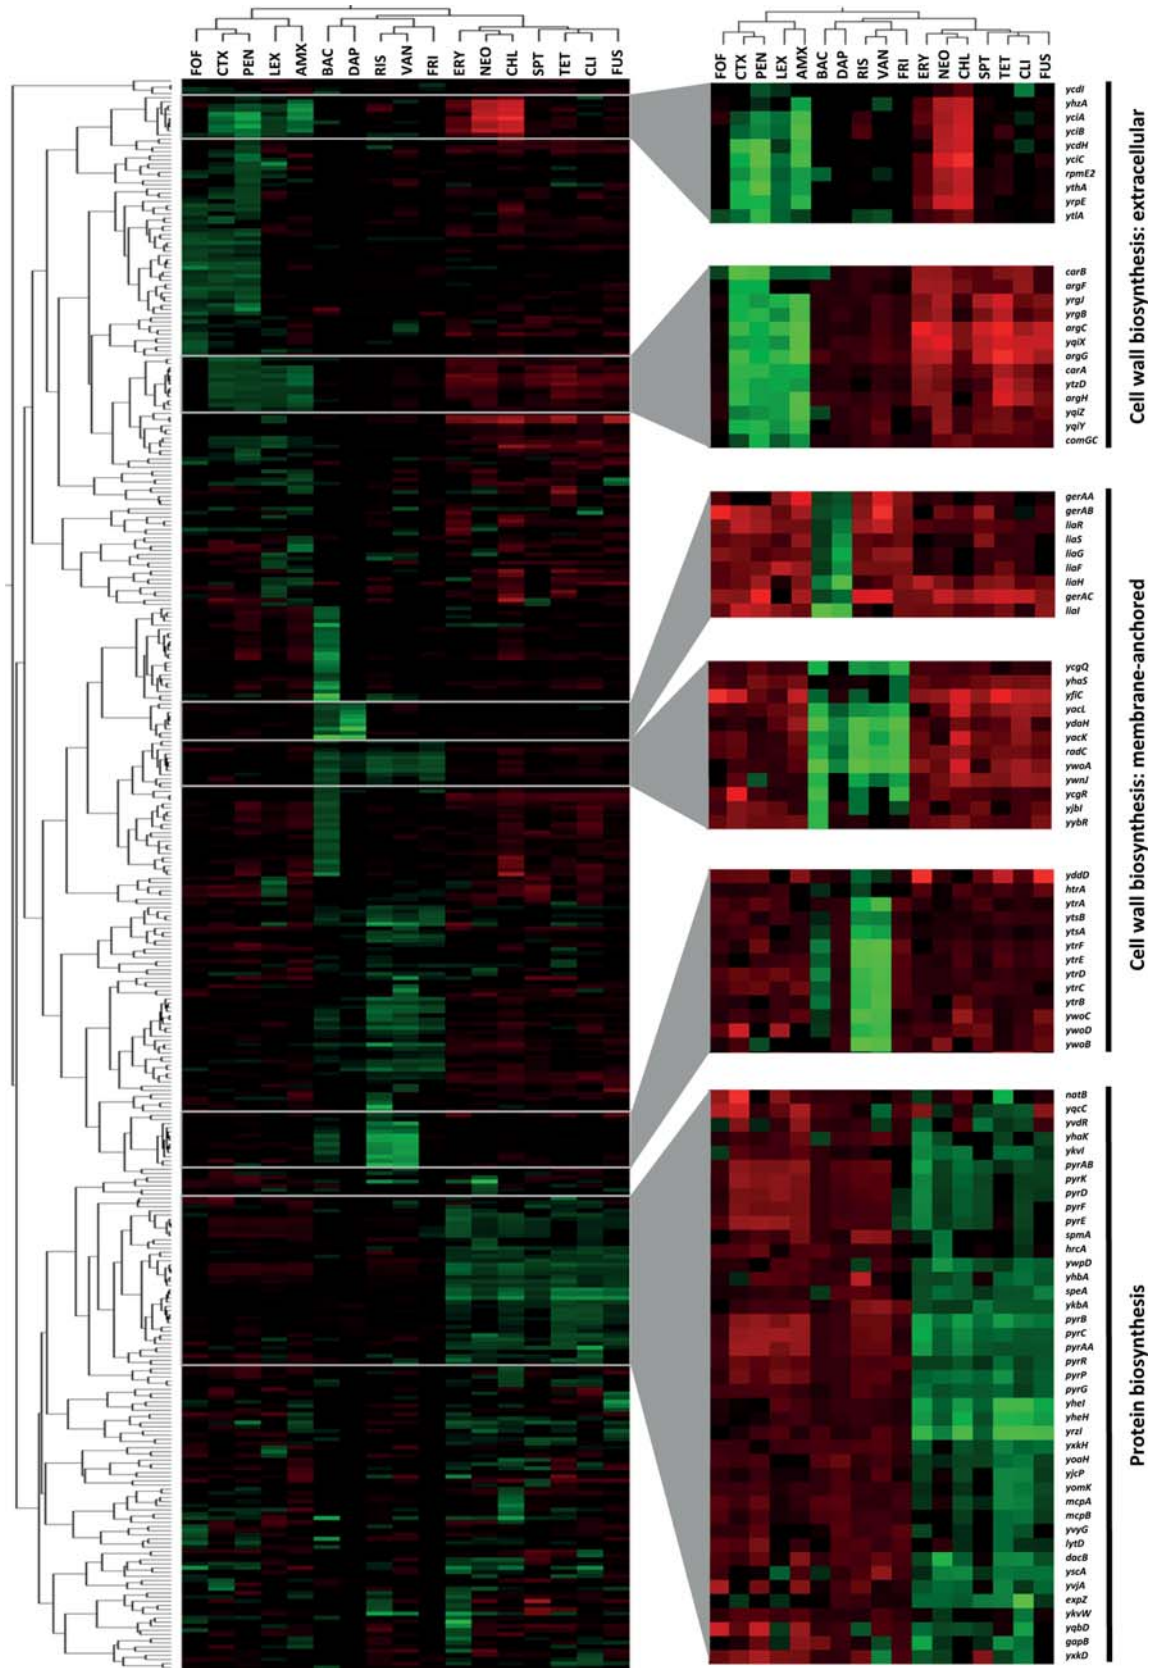 FOF CTX PEN LEX AMX BAC DAP RIS VAN FRI ERY NEO CHL SPT TET CLI FUS
FOF CTX PEN LEX AMX BAC DAP RIS VAN FRI ERY NEO CHL SPT TET CLI FUS
ycdI
yhzA
yciA
yciB
ycdH
yciC
rpmE2
ythA
yrpE
ytiA
Cell wall biosynthesis: extracellular
carB
argF
yrgJ
yrgB
argC
yqiX
argG
carA
ytzD
argH
yqiZ
yqiY
comGC
gerAA
gerAB
liaR
liaS
liaG
liaF
liaH
gerAC
liaI
Cell wall biosynthesis: membrane-anchored
ycgQ
yhaS
yfiC
yacL
ydaH
yacK
radC
ywoA
ywnJ
ycgR
yjbI
yybR
yddD
htrA
ytrA
ytsB
ytsA
ytrF
ytrE
ytrD
ytrC
ytrB
ywoC
ywoD
ywoB
natB
yqcC
yvdR
yhaK
ykvI
pyrAB
pyrK
pyrD
pyrF
pyrE
spmA
hrcA
ywpD
yhbA
speA
ykbA
pyrB
pyrC
pyrAA
pyrR
pyrP
pyrG
yheI
yheH
yrzI
yxkH
yoaH
yjcP
yomK
mcpA
mcpB
yvyG
lytD
dacB
yscA
yvjA
expZ
ykvW
yqbD
gapB
yxkD
Protein biosynthesis